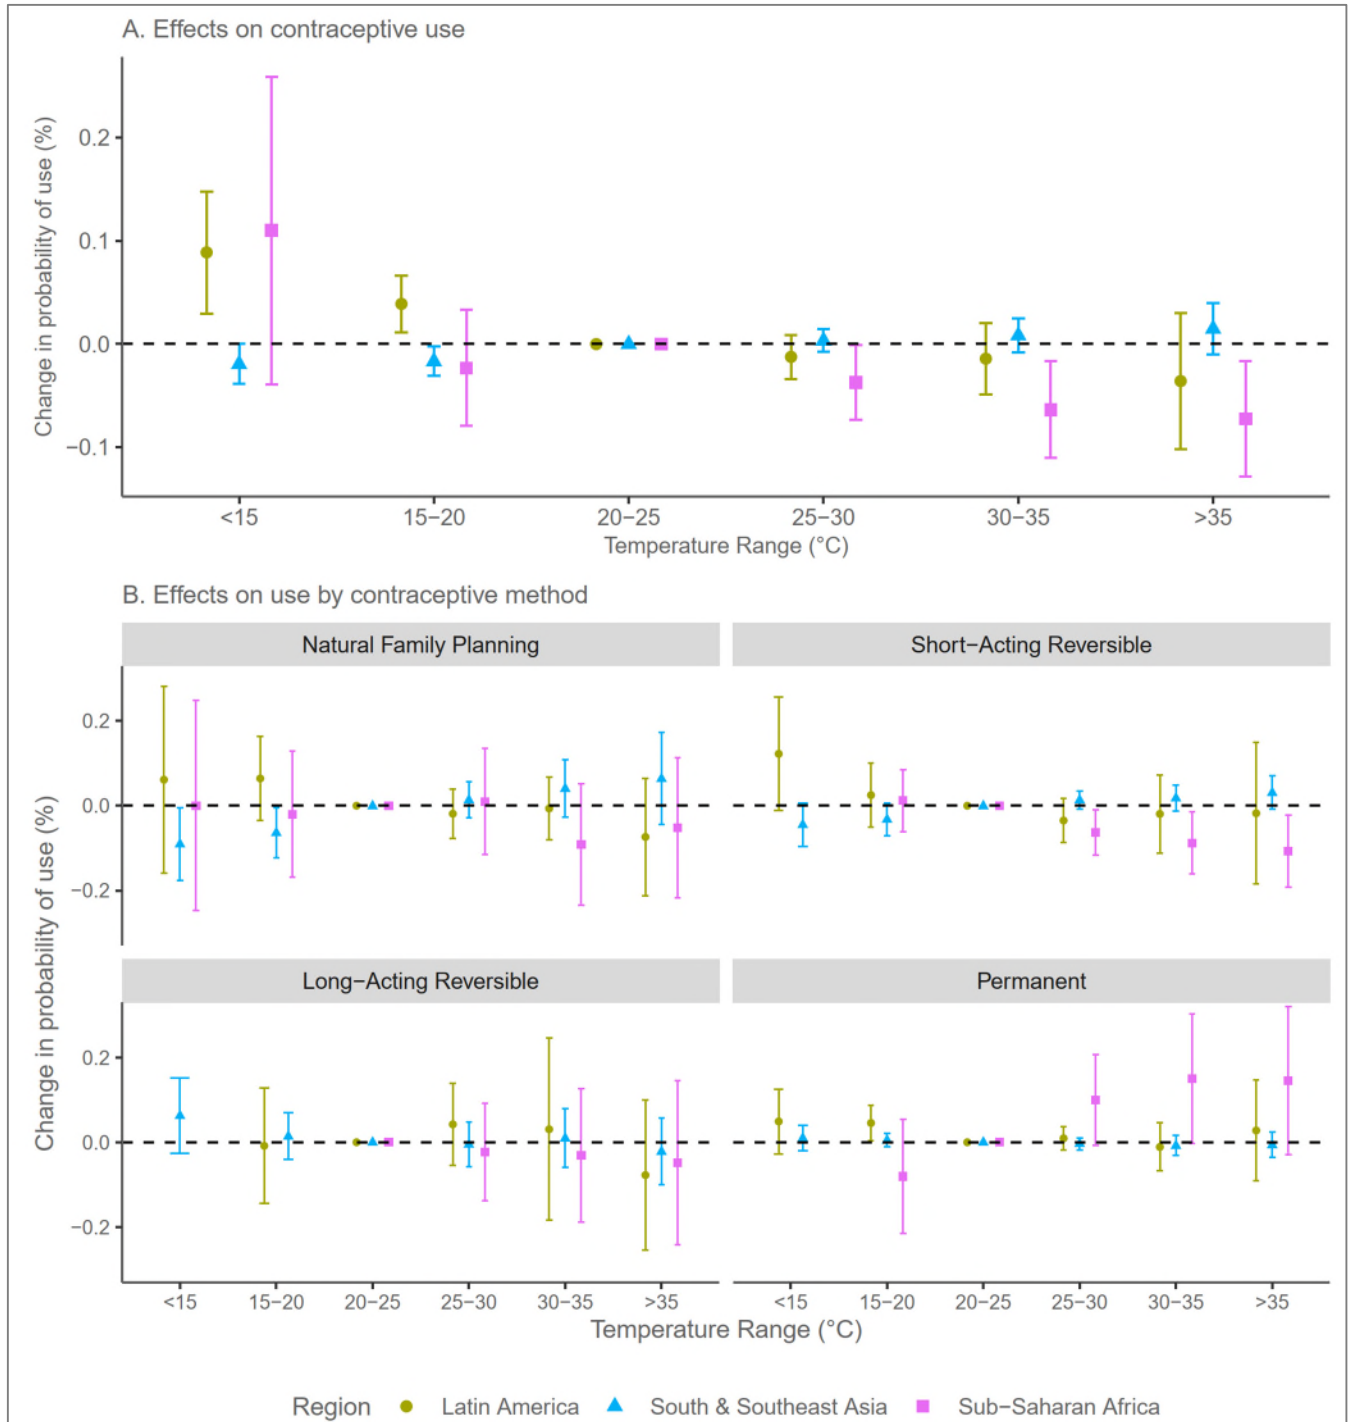 A. Effects on contraceptive use
Change in probability of use (%)
0.2
0.1
0.0
−0.1
<15 15−20 20−25 25−30 30−35 >35
Temperature Range (°C)
B. Effects on use by contraceptive method
Change in probability of use (%)
Natural Family Planning Short−Acting Reversible
0.2
0.0
−0.2
Long−Acting Reversible Permanent
0.2
0.0
−0.2
<15 15−20 20−25 25−30 30−35 >35 <15 15−20 20−25 25−30 30−35 >35
Temperature Range (°C)
Region Latin America South & Southeast Asia Sub−Saharan Africa